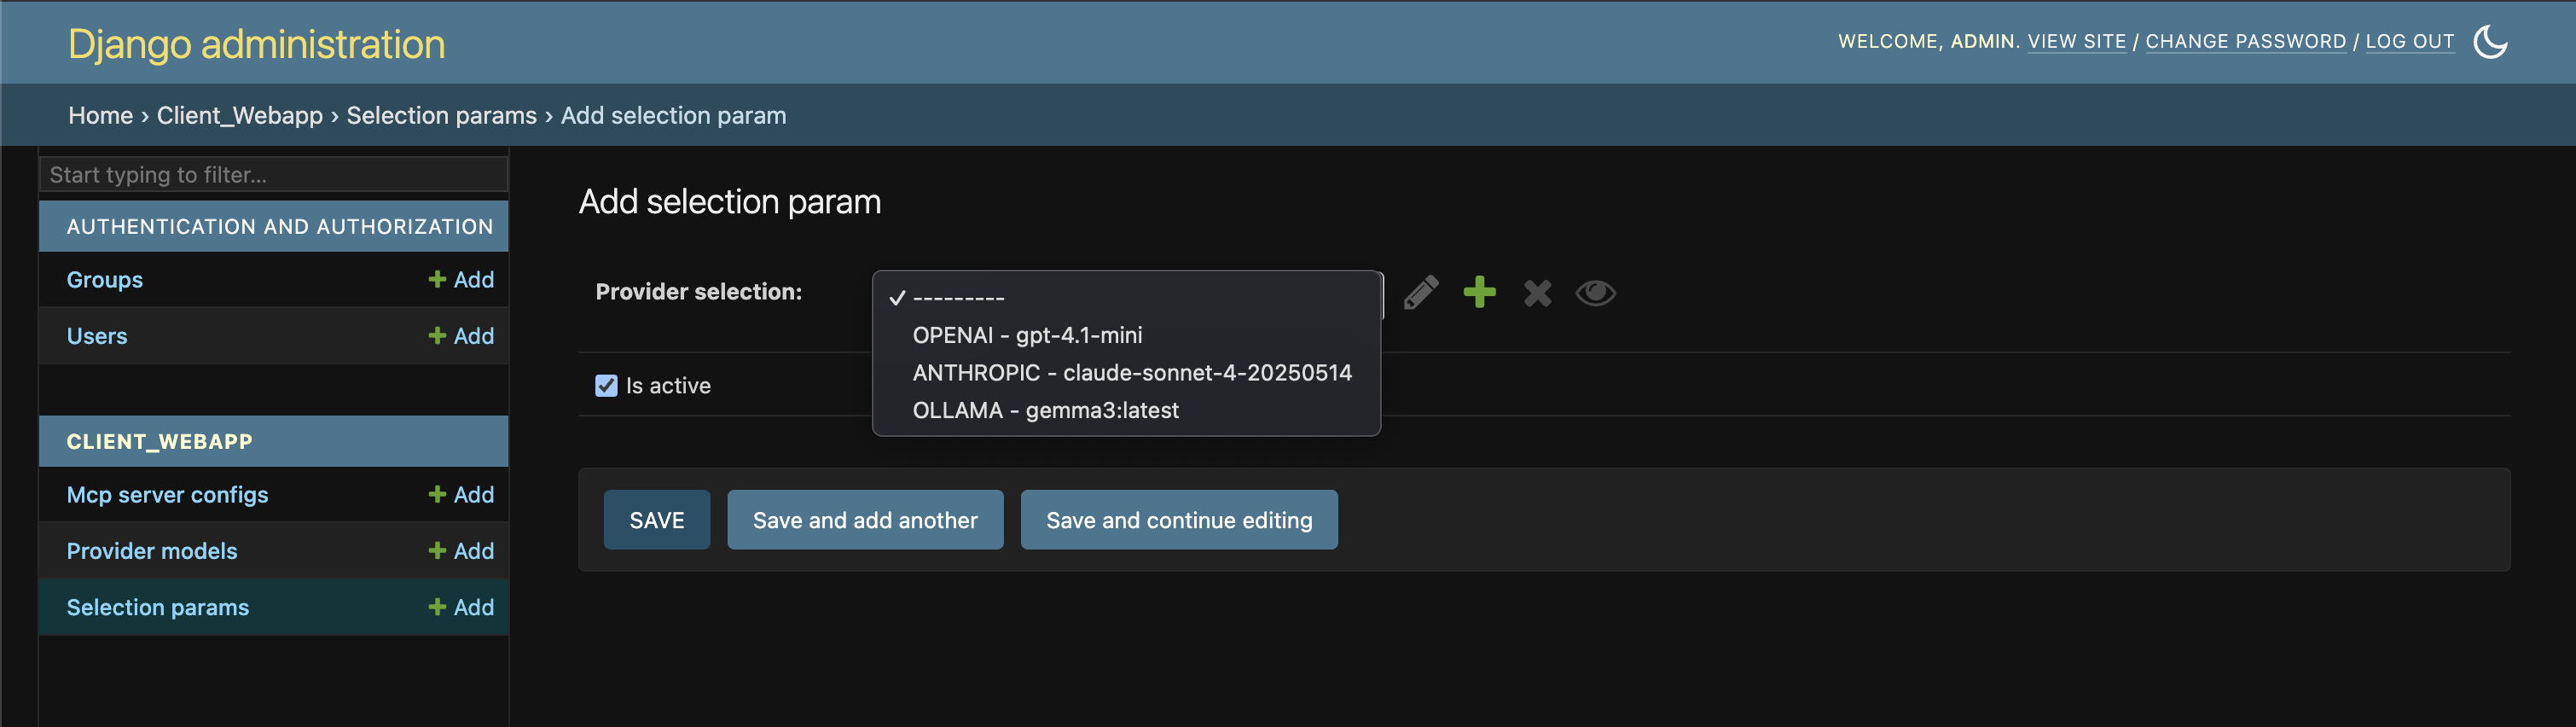 Django administration
WELCOME, ADMIN. VIEW SITE / CHANGE PASSWORD / LOG OUT
Home › Client_Webapp › Selection params › Add selection param
Start typing to filter...
AUTHENTICATION AND AUTHORIZATION
Groups + Add
Users + Add
CLIENT_WEBAPP
Mcp server configs + Add
Provider models + Add
Selection params + Add
Add selection param
Provider selection:
---------
OPENAI - gpt-4.1-mini
ANTHROPIC - claude-sonnet-4-20250514
OLLAMA - gemma3:latest
Is active
SAVE Save and add another Save and continue editing